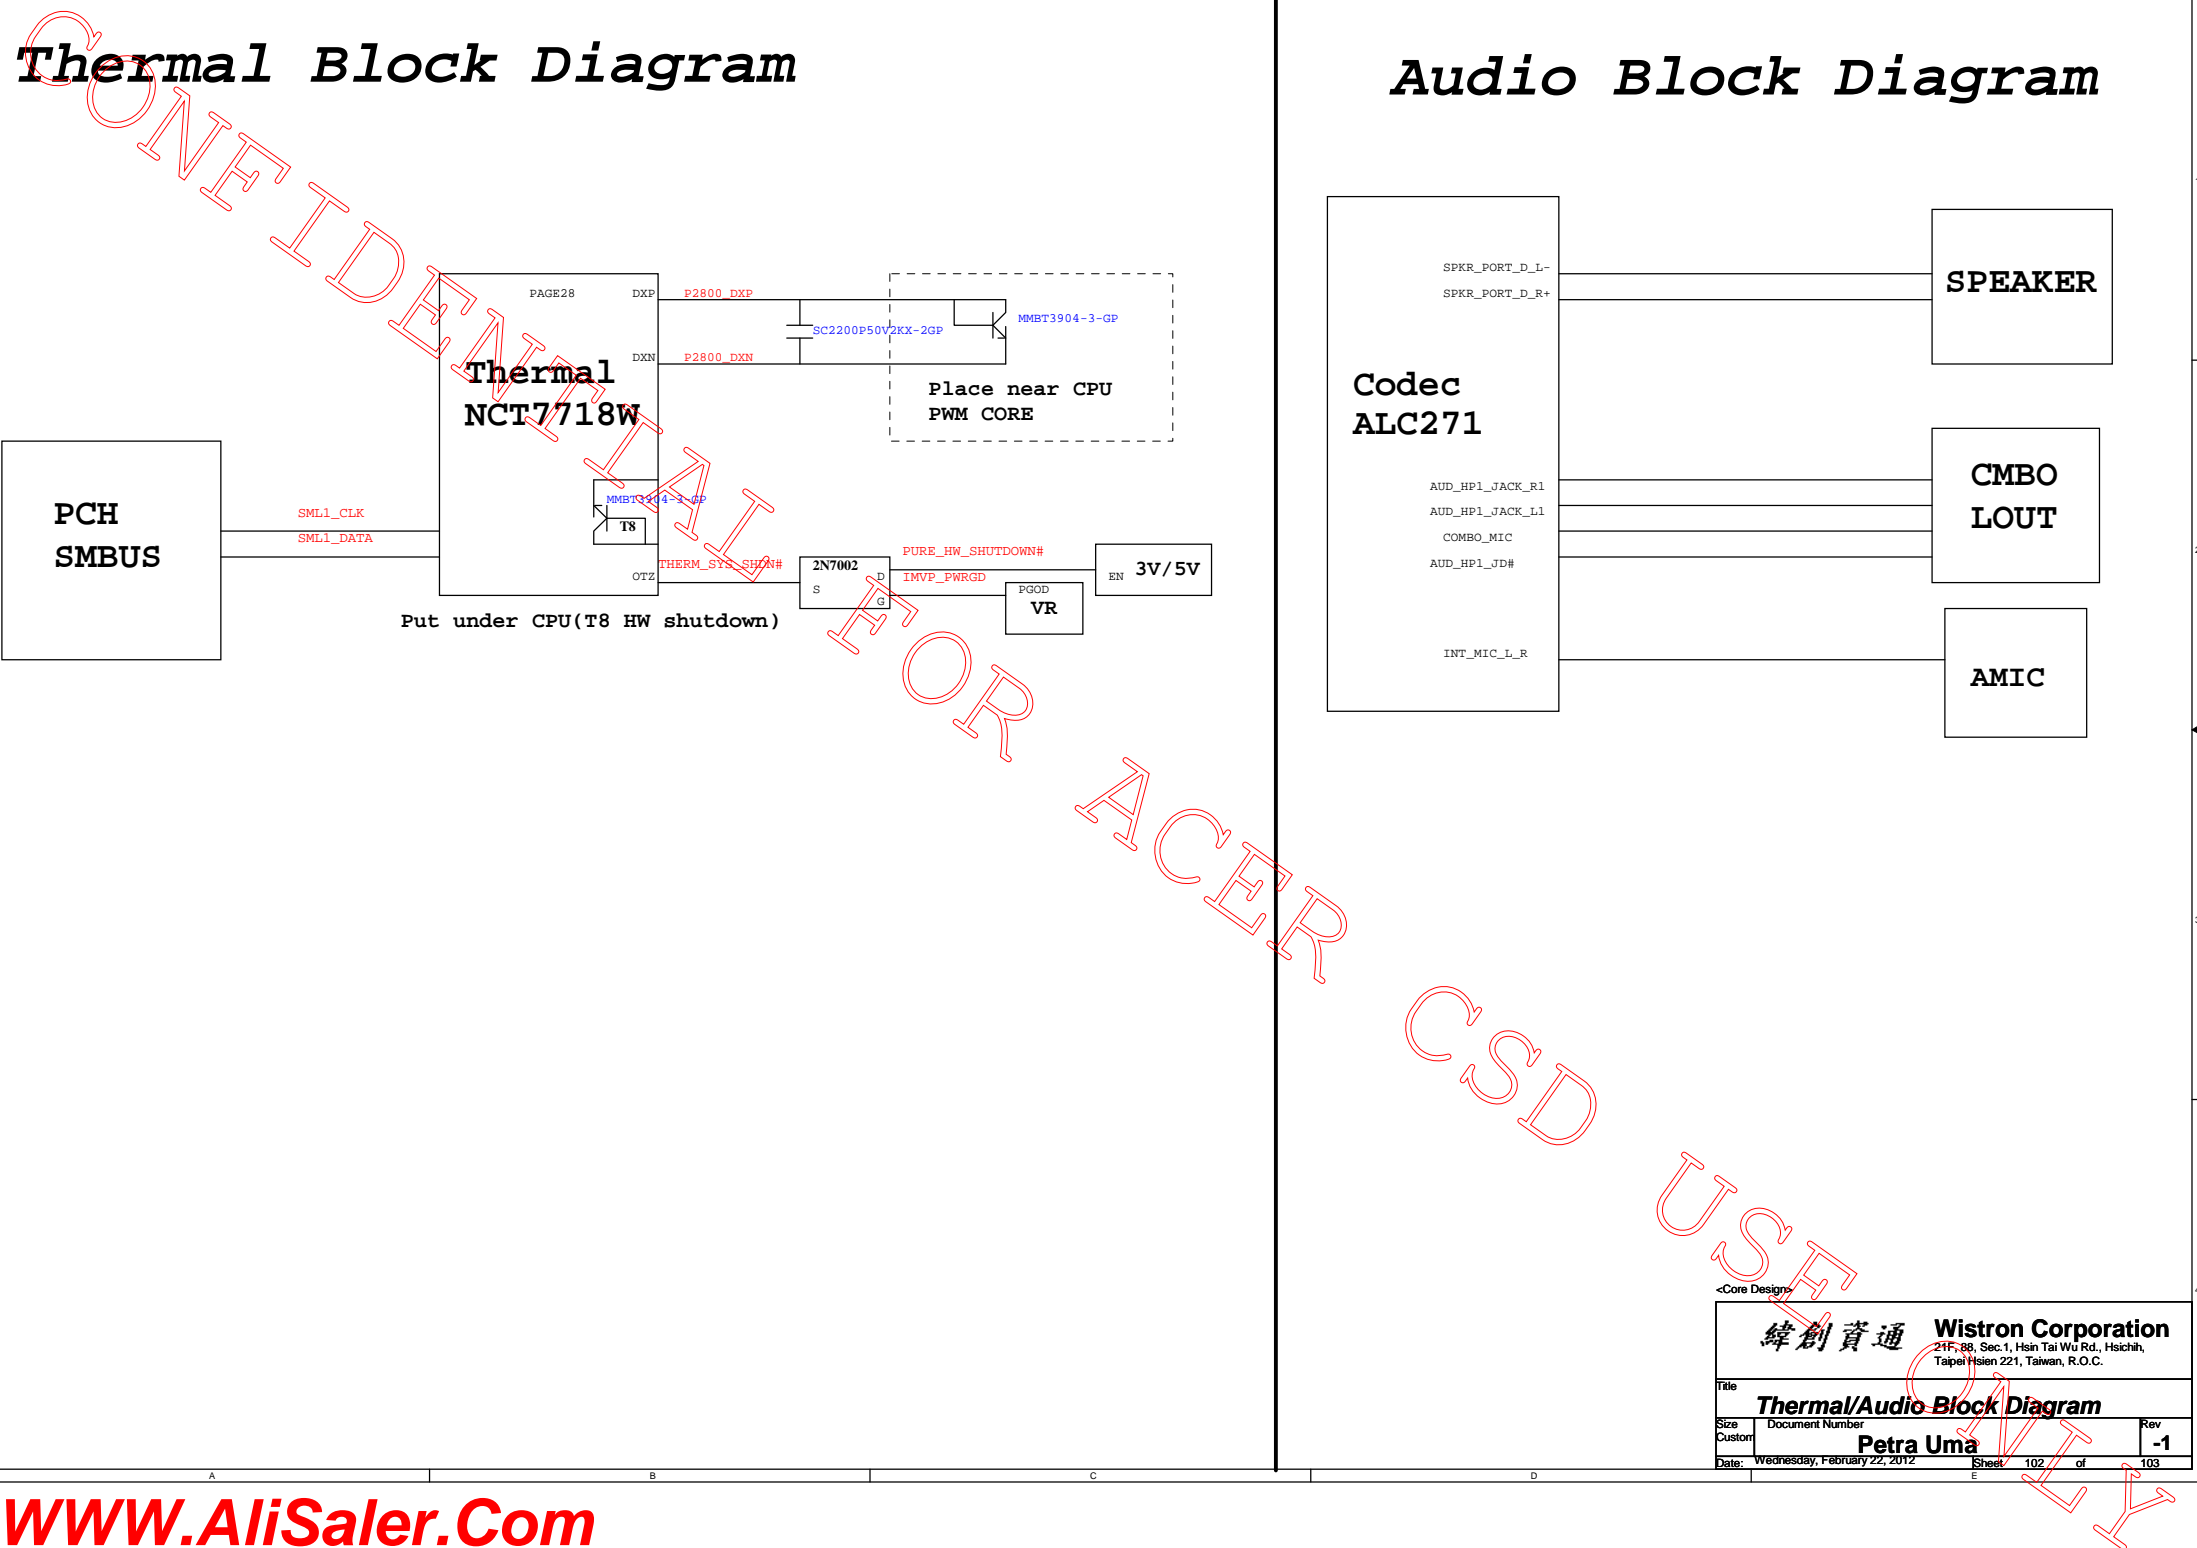 Thermal Block Diagram
Audio Block Diagram
CONFIDENTIAL FOR ACER CSD USE ONLY
PAGE28
DXP
P2800_DXP
SC2200P50V2KX-2GP
MMBT3904-3-GP
DXN
P2800_DXN
Thermal
NCT7718W
Place near CPU
PWM CORE
PCH
SMBUS
SML1_CLK
SML1_DATA
MMBT3904-3-GP
T8
OTZ
THERM_SYS_SHDN#
2N7002
S
D
G
PURE_HW_SHUTDOWN#
IMVP_PWRGD
EN
3V/5V
PGOD
VR
Put under CPU(T8 HW shutdown)
SPKR_PORT_D_L-
SPKR_PORT_D_R+
SPEAKER
Codec
ALC271
AUD_HP1_JACK_R1
AUD_HP1_JACK_L1
COMBO_MIC
AUD_HP1_JD#
CMBO
LOUT
INT_MIC_L_R
AMIC
<Core Design>
緯創資通
Wistron Corporation
21F, 88, Sec.1, Hsin Tai Wu Rd., Hsichih,
Taipei Hsien 221, Taiwan, R.O.C.
Title
Thermal/Audio Block Diagram
Size
Custom
Document Number
Petra Uma
Rev
-1
Date: Wednesday, February 22, 2012
Sheet 102 of 103
A B C D E
WWW.AliSaler.Com